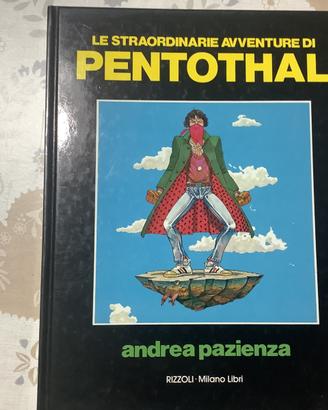 LE STRAORDINARIE AVVENTURE DI
PENTOTHAL
andrea pazienza
RIZZOLI · Milano Libri